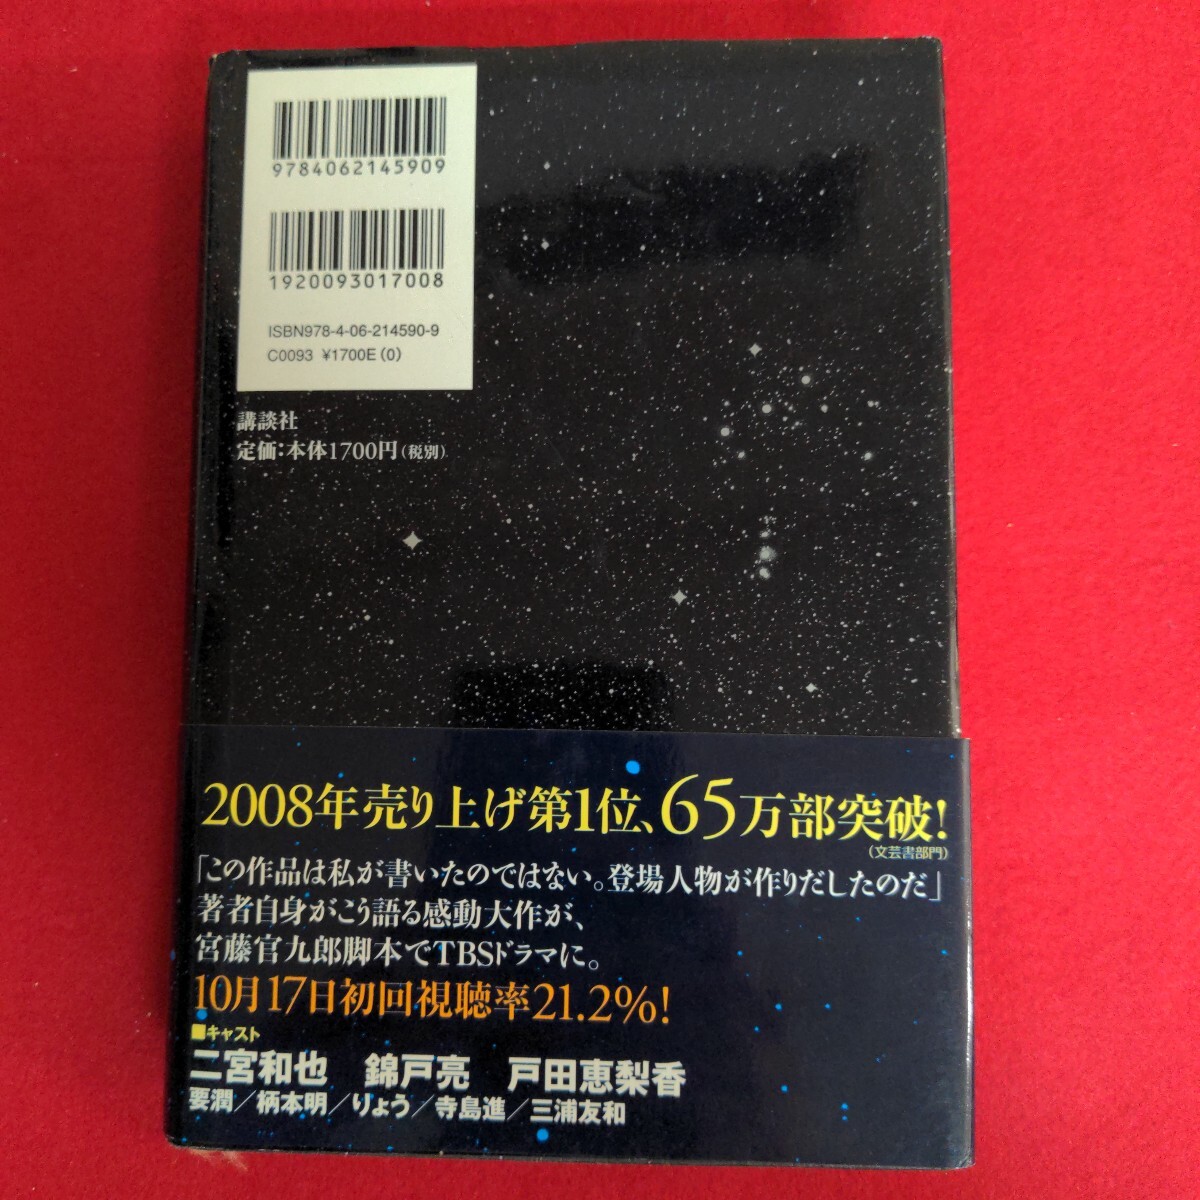 9784062145909
1920093017008
ISBN978-4-06-214590-9
C0093 ¥1700E (0)
講談社
定価:本体1700円(税別)
2008年売り上げ第1位、65万部突破!
(文芸書部門)
「この作品は私が書いたのではない。登場人物が作りだしたのだ」
著者自身がこう語る感動大作が、
宮藤官九郎脚本でTBSドラマに。
10月17日初回視聴率21.2%!
■キャスト
二宮和也 錦戸亮 戸田恵梨香
要潤/柄本明/りょう/寺島進/三浦友和